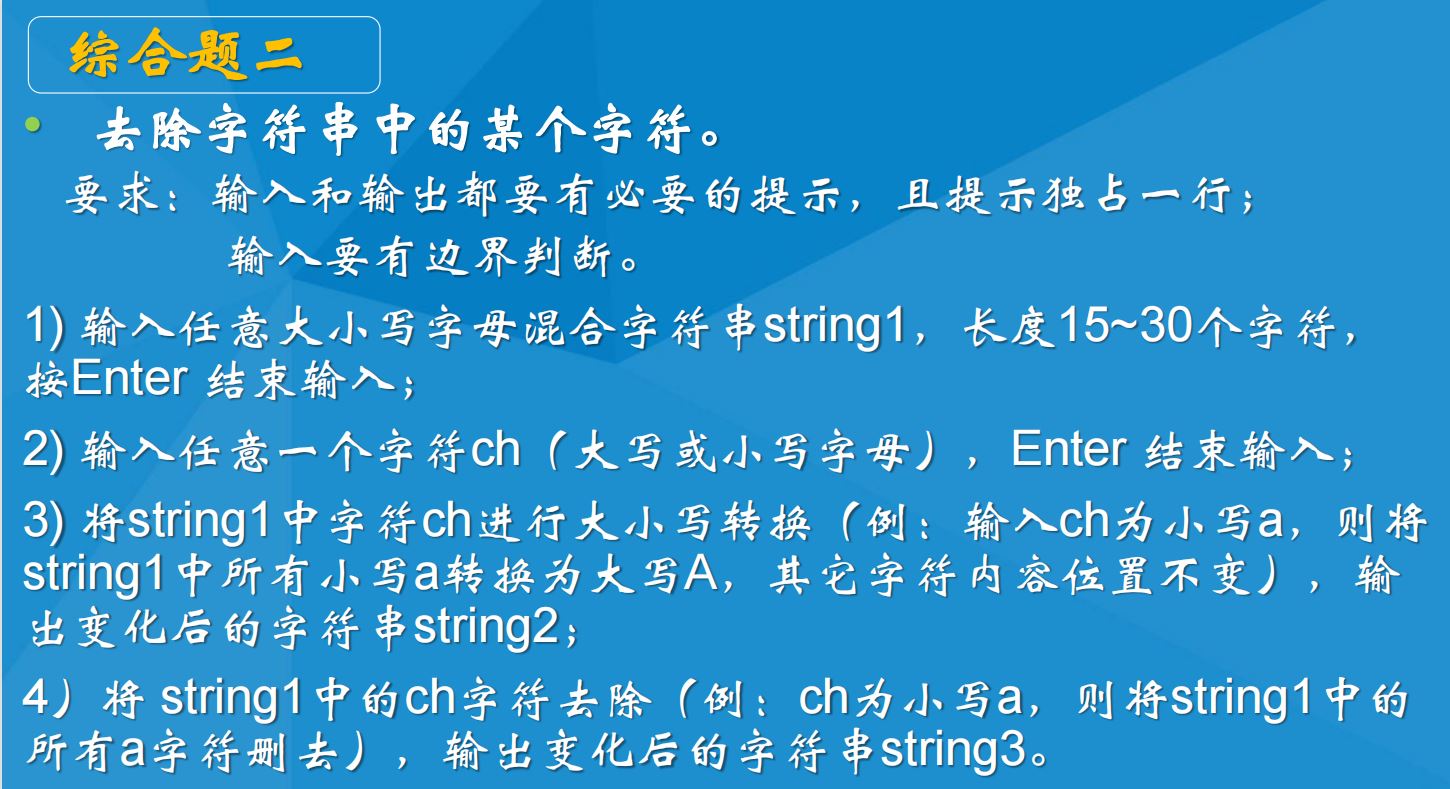 综合题二
• 去除字符串中的某个字符。
要求：输入和输出都要有必要的提示，且提示独占一行；
输入要有边界判断。
1) 输入任意大小写字母混合字符串string1，长度15~30个字符，
按Enter 结束输入；
2) 输入任意一个字符ch（大写或小写字母），Enter 结束输入；
3) 将string1中字符ch进行大小写转换（例：输入ch为小写a，则将
string1中所有小写a转换为大写A，其它字符内容位置不变），输
出变化后的字符串string2；
4）将 string1中的ch字符去除（例：ch为小写a，则将string1中的
所有a字符删去），输出变化后的字符串string3。